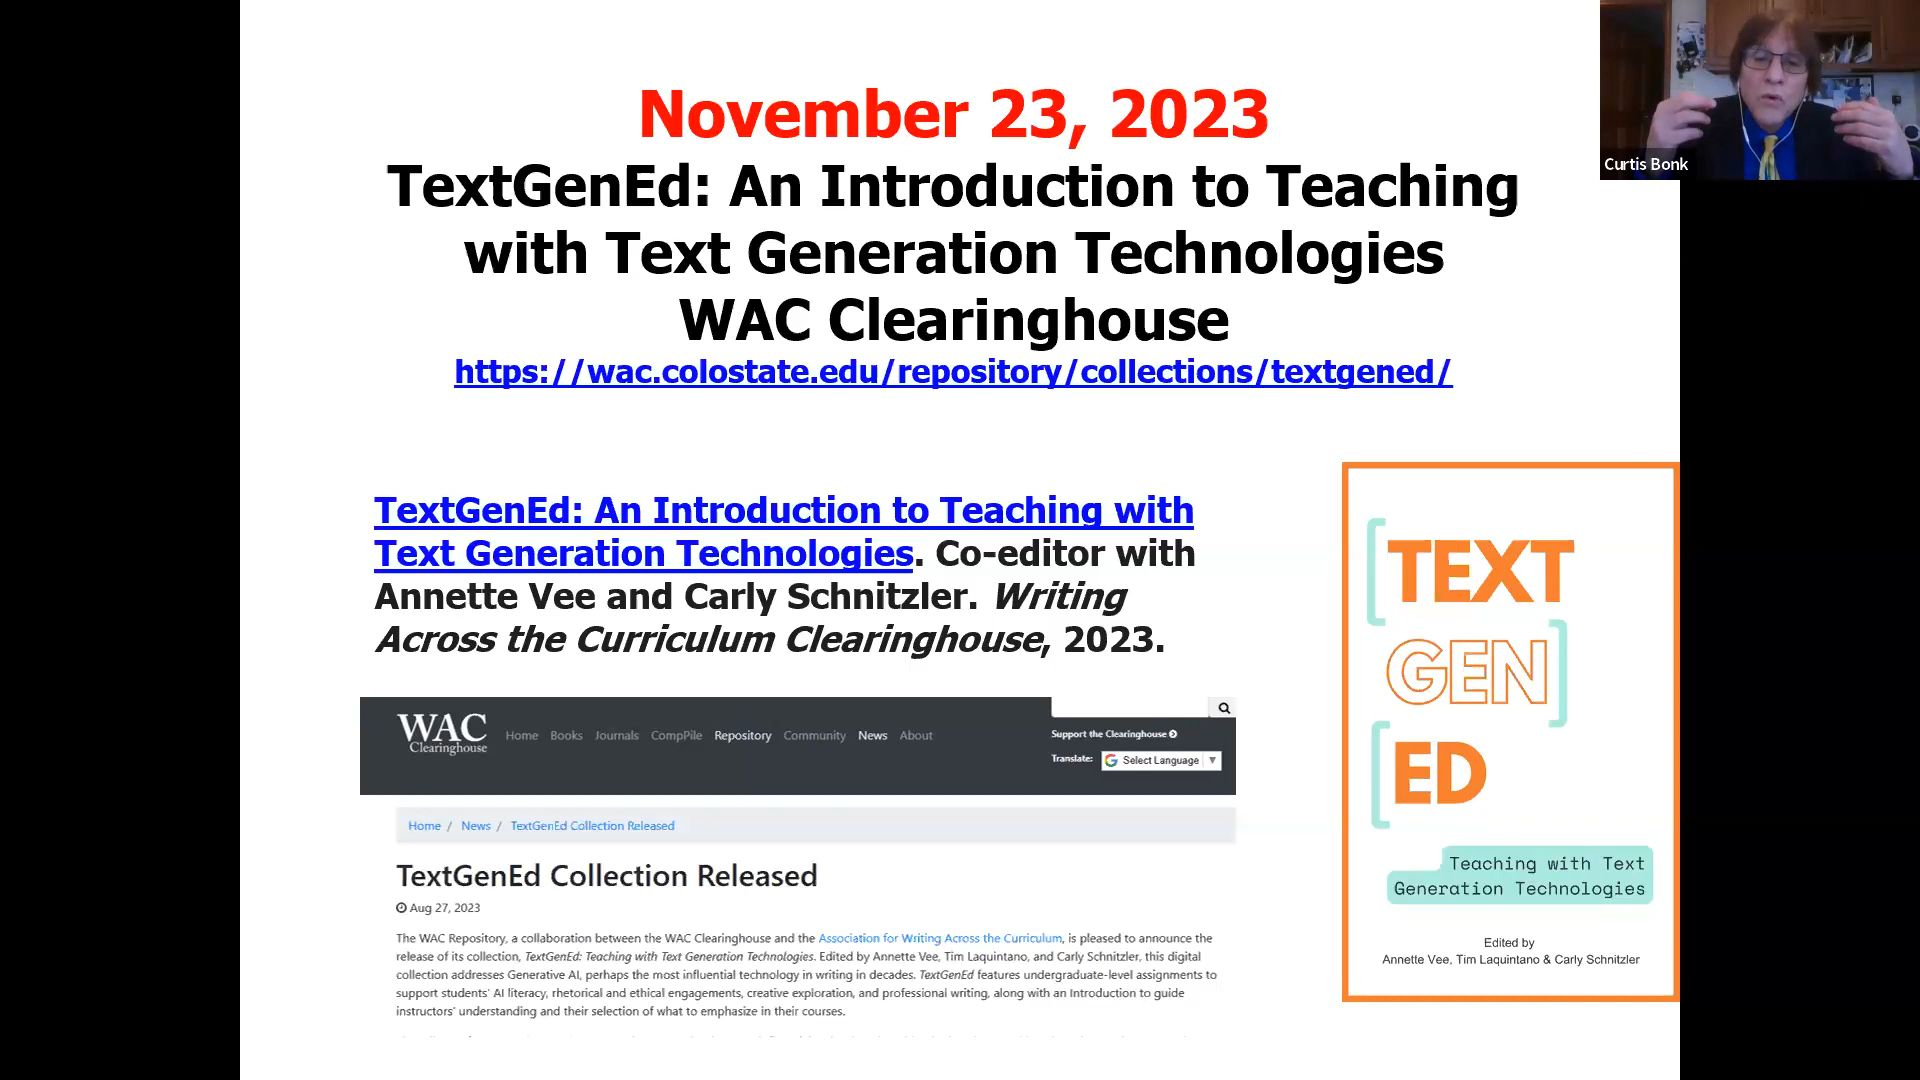 November 23, 2023
TextGenEd: An Introduction to Teaching
with Text Generation Technologies
WAC Clearinghouse
https://wac.colostate.edu/repository/collections/textgened/
Curtis Bonk
TextGenEd: An Introduction to Teaching with
Text Generation Technologies. Co-editor with
Annette Vee and Carly Schnitzler. Writing
Across the Curriculum Clearinghouse, 2023.
WAC
Clearinghouse
Home Books Journals CompPile Repository Community News About
Support the Clearinghouse
Translate: Select Language
Home / News / TextGenEd Collection Released
TextGenEd Collection Released
Aug 27, 2023
The WAC Repository, a collaboration between the WAC Clearinghouse and the Association for Writing Across the Curriculum, is pleased to announce the
release of its collection, TextGenEd: Teaching with Text Generation Technologies. Edited by Annette Vee, Tim Laquintano, and Carly Schnitzler, this digital
collection addresses Generative AI, perhaps the most influential technology in writing in decades. TextGenEd features undergraduate-level assignments to
support students' AI literacy, rhetorical and ethical engagements, creative exploration, and professional writing, along with an Introduction to guide
instructors' understanding and their selection of what to emphasize in their courses.
TEXT
GEN
ED
Teaching with Text
Generation Technologies
Edited by
Annette Vee, Tim Laquintano & Carly Schnitzler